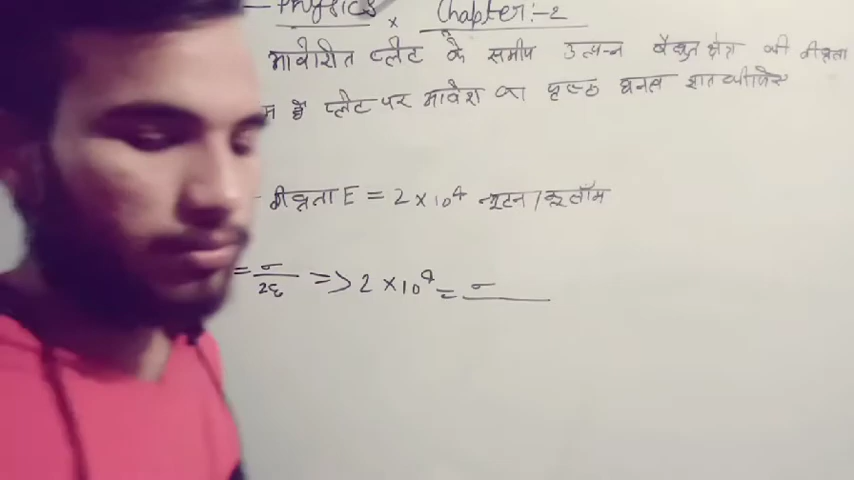 Physics × Chapter:-2
आवेशित प्लेट के समीप उत्पन्न वैधुत क्षेत्र की तीव्रता
म है प्लेट पर आवेश का पृष्ठ घनत्व ज्ञात कीजिए
तीव्रता E = 2 × 10⁴ न्यूटन / कूलॉम
= σ/2ε => 2 × 10⁴ = σ